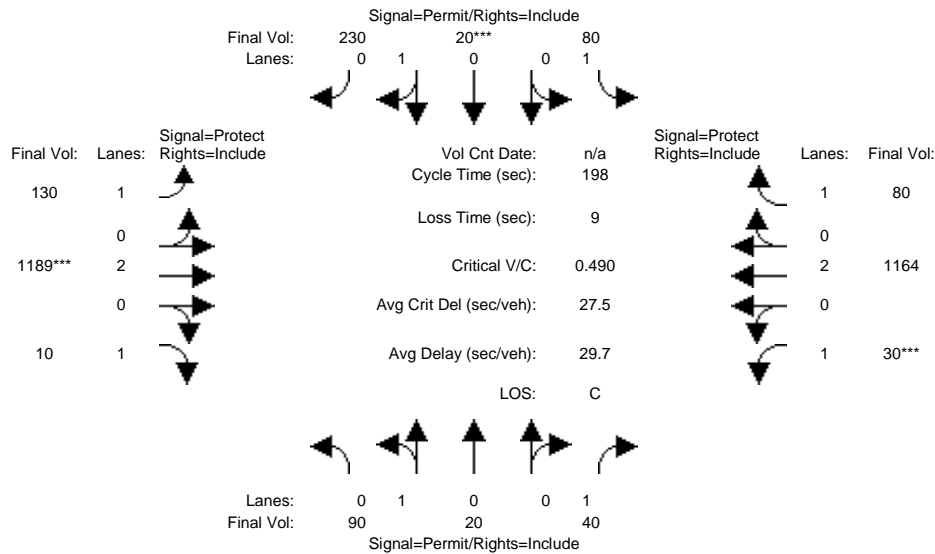 Signal=Permit/Rights=Include
Final Vol: 230 20*** 80
Lanes: 0 1 0 0 1
Signal=Protect
Final Vol: Lanes: Rights=Include
Vol Cnt Date: n/a
Signal=Protect
Rights=Include Lanes: Final Vol:
Cycle Time (sec): 198
130 1
1 80
Loss Time (sec): 9
0
0
1189*** 2
Critical V/C: 0.490
2 1164
0
Avg Crit Del (sec/veh): 27.5
0
10 1
Avg Delay (sec/veh): 29.7
1 30***
LOS: C
Lanes: 0 1 0 0 1
Final Vol: 90 20 40
Signal=Permit/Rights=Include